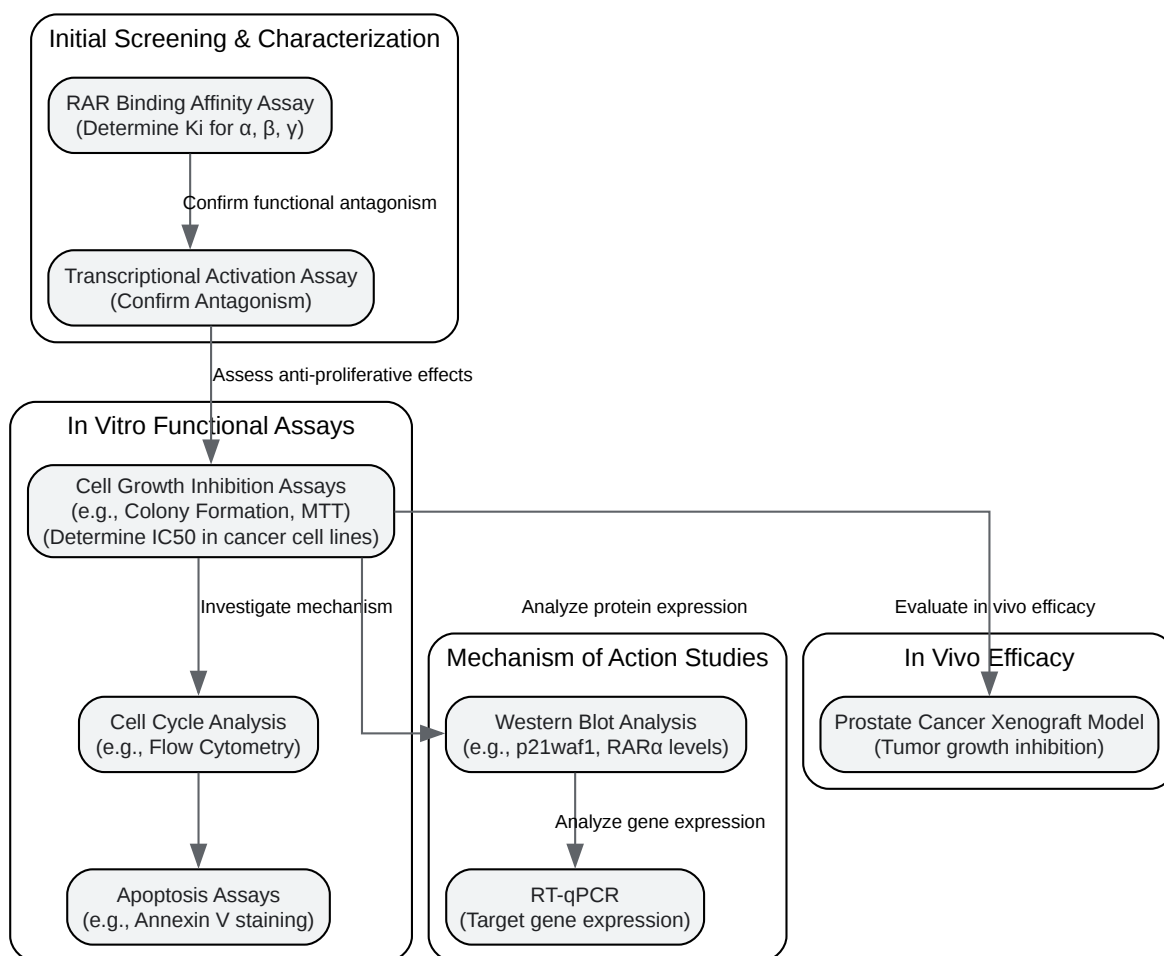 Initial Screening & Characterization
RAR Binding Affinity Assay
(Determine Ki for α, β, γ)
Confirm functional antagonism
Transcriptional Activation Assay
(Confirm Antagonism)
Assess anti-proliferative effects
In Vitro Functional Assays
Cell Growth Inhibition Assays
(e.g., Colony Formation, MTT)
(Determine IC50 in cancer cell lines)
Investigate mechanism
Analyze protein expression
Evaluate in vivo efficacy
Mechanism of Action Studies
In Vivo Efficacy
Cell Cycle Analysis
(e.g., Flow Cytometry)
Western Blot Analysis
(e.g., p21waf1, RARα levels)
Prostate Cancer Xenograft Model
(Tumor growth inhibition)
Analyze gene expression
Apoptosis Assays
(e.g., Annexin V staining)
RT-qPCR
(Target gene expression)